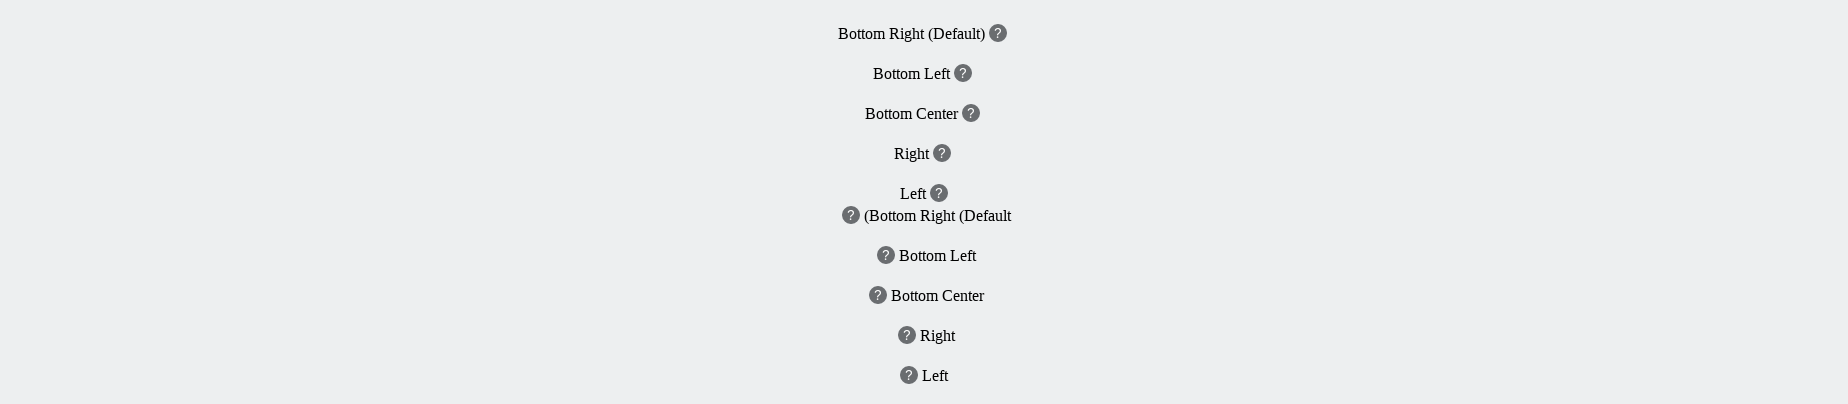 Bottom Right (Default) ?
Bottom Left ?
Bottom Center ?
Right ?
Left ?
? (Bottom Right (Default
? Bottom Left
? Bottom Center
? Right
? Left